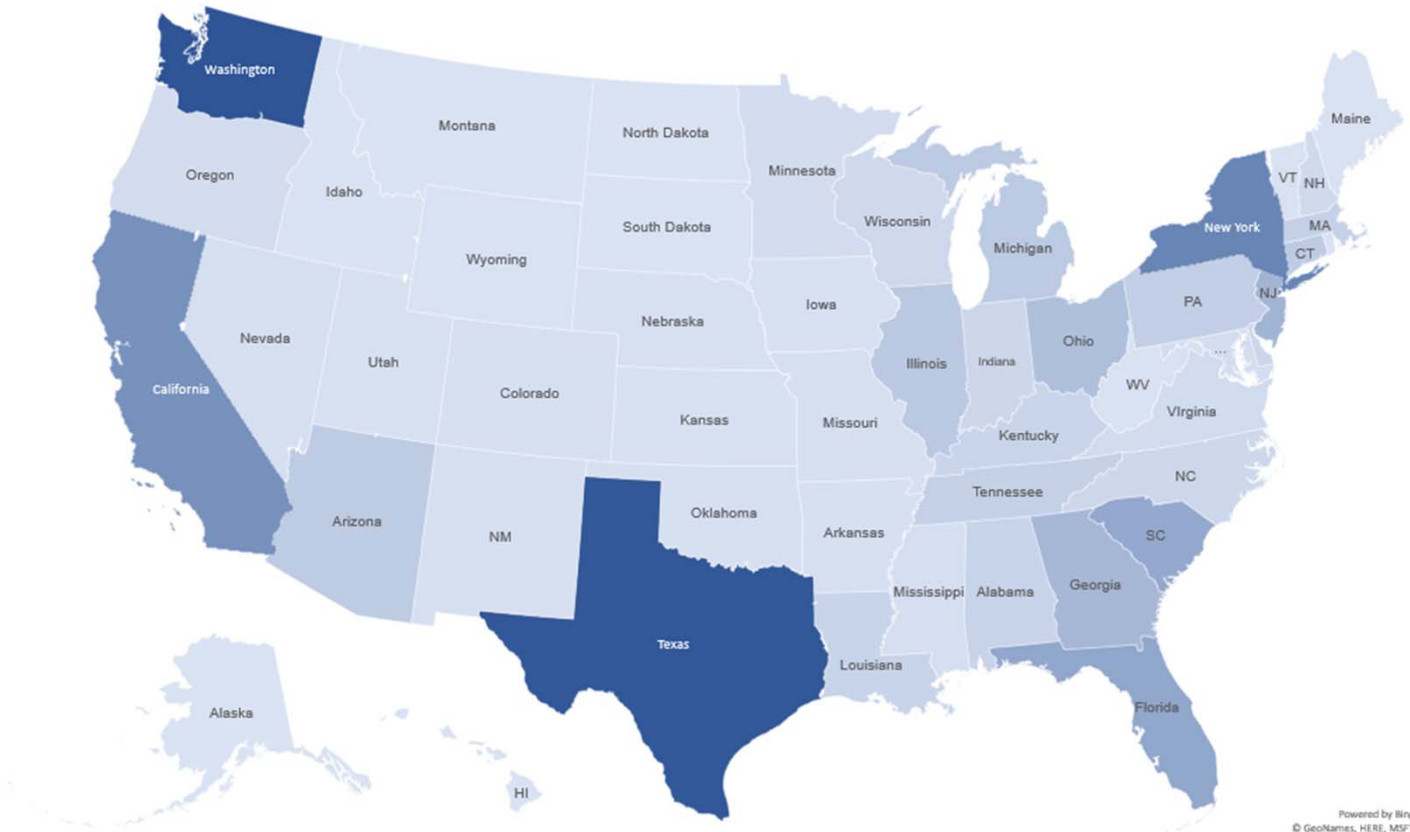 Washington
Montana
North Dakota
Minnesota
Maine
Oregon
Idaho
VT
NH
South Dakota
Wisconsin
New York
MA
Michigan
CT
Wyoming
NJ
Iowa
PA
Nebraska
Nevada
Ohio
...
Utah
Illinois
Indiana
California
Colorado
WV
VIrginia
Kansas
Missouri
Kentucky
NC
Tennessee
Arizona
Oklahoma
NM
Arkansas
SC
Mississippi
Alabama
Georgia
Texas
Louisiana
Florida
Alaska
HI
Powered by Bin
© GeoNames, HERE, MSF